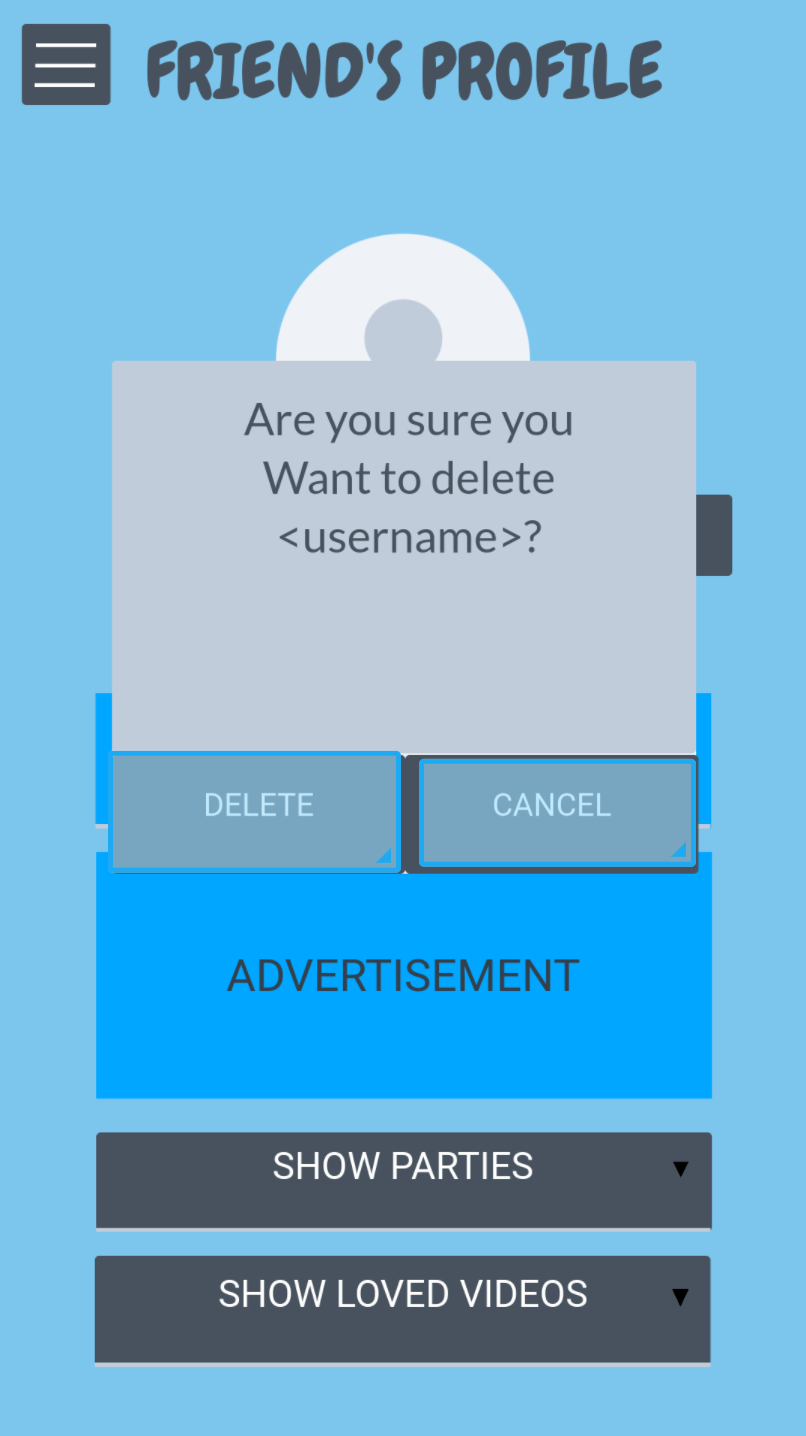 FRIEND'S PROFILE
Are you sure you
Want to delete
<username>?
DELETE
CANCEL
ADVERTISEMENT
SHOW PARTIES
SHOW LOVED VIDEOS